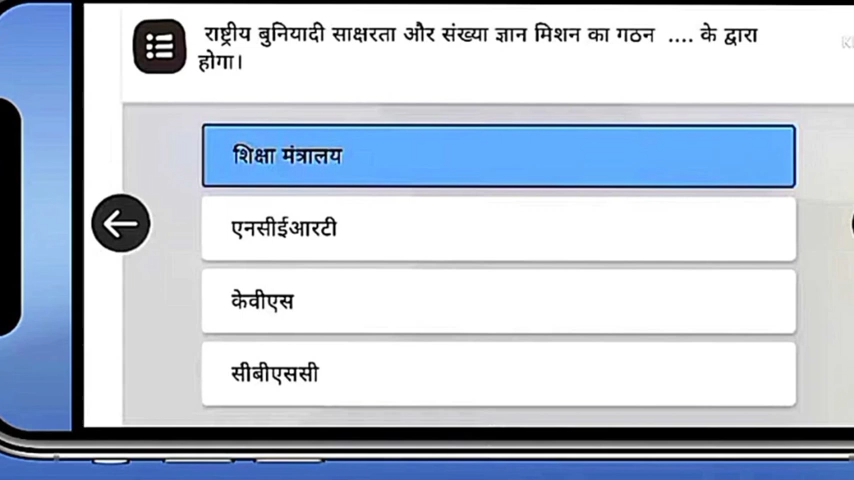 राष्ट्रीय बुनियादी साक्षरता और संख्या ज्ञान मिशन का गठन .... के द्वारा
होगा।
शिक्षा मंत्रालय
एनसीईआरटी
केवीएस
सीबीएससी